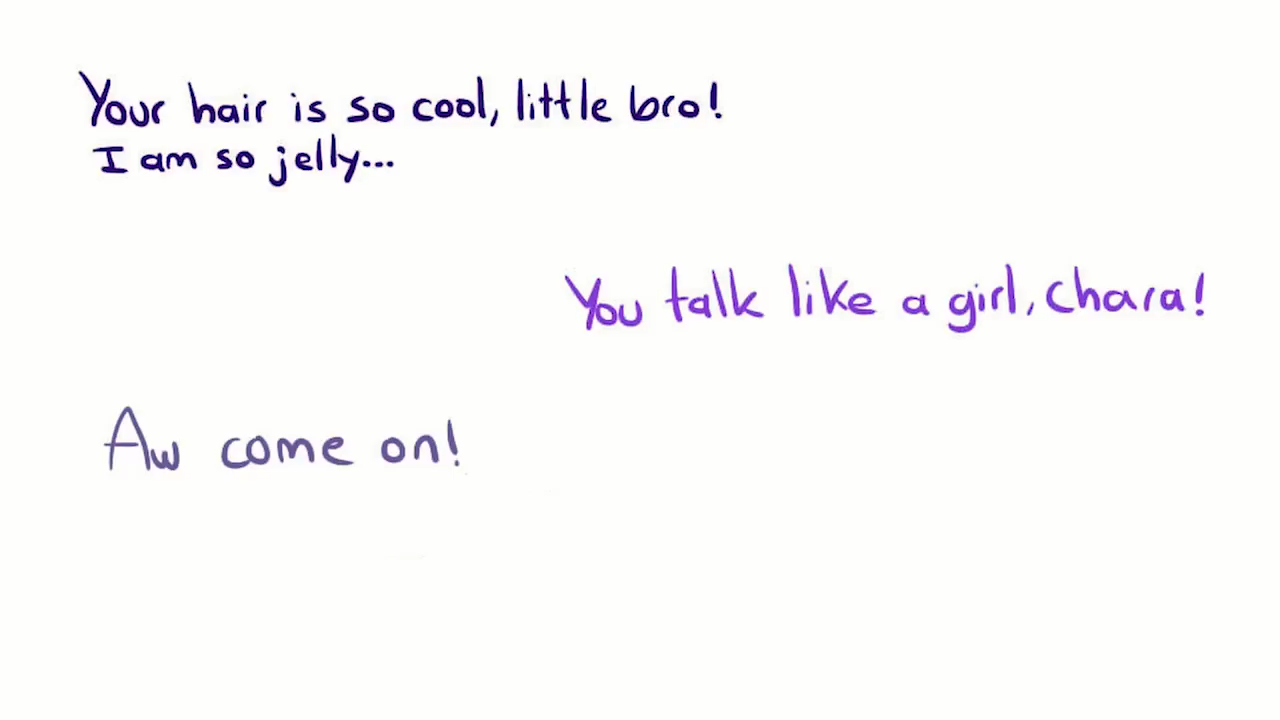 Your hair is so cool, little bro!
I am so jelly...
You talk like a girl, Chara!
Aw come on!